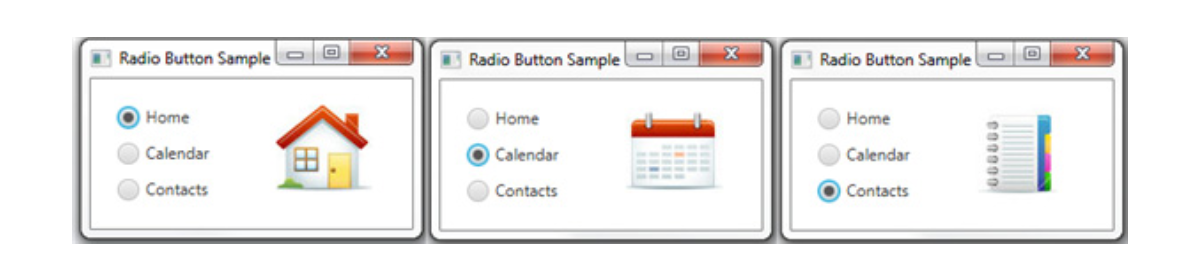 Radio Button Sample
Home
Calendar
Contacts
Radio Button Sample
Home
Calendar
Contacts
Radio Button Sample
Home
Calendar
Contacts